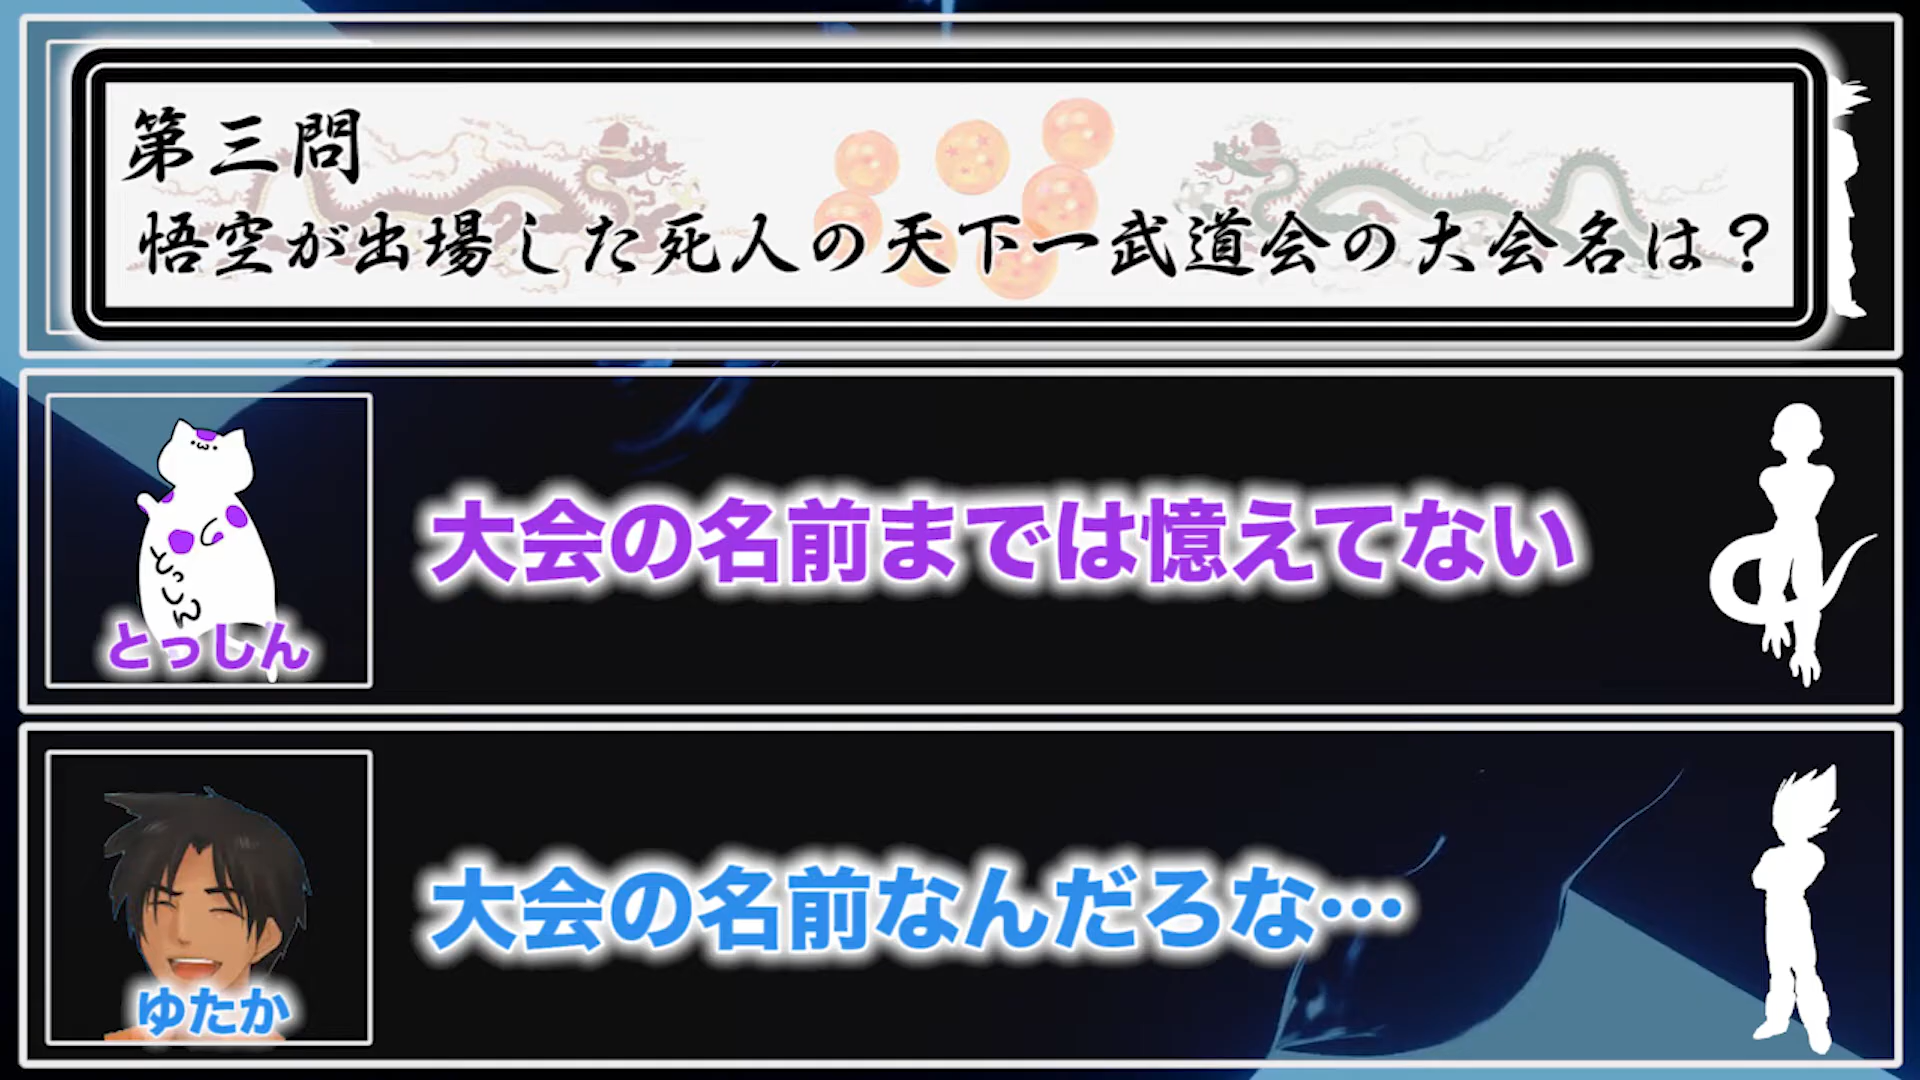 第三問
悟空が出場した死人の天下一武道会の大会名は？
大会の名前までは憶えてない
とっしん
とっしん
大会の名前なんだろな…
ゆたか